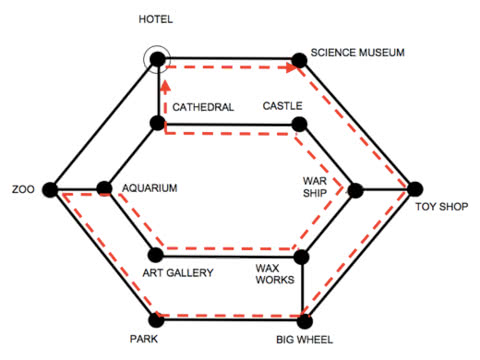 HOTEL
SCIENCE MUSEUM
CATHEDRAL
CASTLE
ZOO
AQUARIUM
WAR
SHIP
TOY SHOP
ART GALLERY
WAX
WORKS
PARK
BIG WHEEL